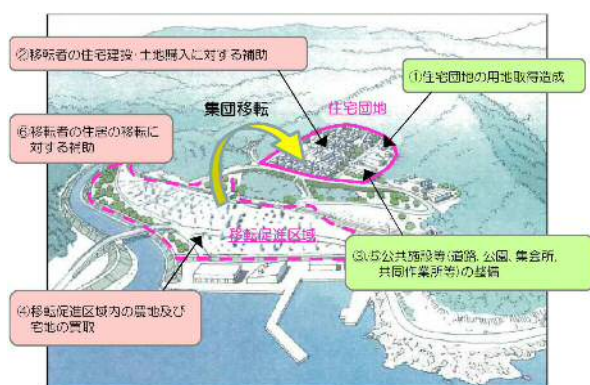 ②移転者の住宅建設・土地購入に対する補助
①住宅団地の用地取得造成
集団移転
住宅団地
⑥移転者の住居の移転に
対する補助
移転促進区域
③、⑤公共施設等(道路、公園、集会所、
共同作業所等)の整備
④移転促進区域内の農地及び
宅地の買取